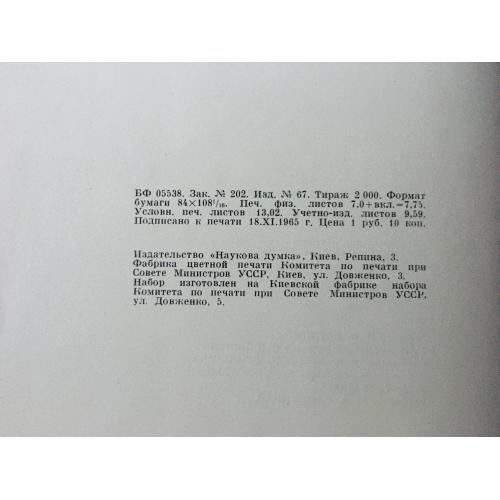 БФ 05538. Зак. № 202. Изд. № 67. Тираж 2 000. Формат
бумаги 84×108¹/₁₆. Печ. физ. листов 7,0+вкл.=7,75.
Условн. печ. листов 13,02. Учетно-изд. листов 9,59.
Подписано к печати 18.XI.1965 г. Цена 1 руб. 10 коп.
Издательство «Наукова думка», Киев, Репина, 3.
Фабрика цветной печати Комитета по печати при
Совете Министров УССР, Киев, ул. Довженко, 3.
Набор изготовлен на Киевской фабрике набора
Комитета по печати при Совете Министров УССР,
ул. Довженко, 5.